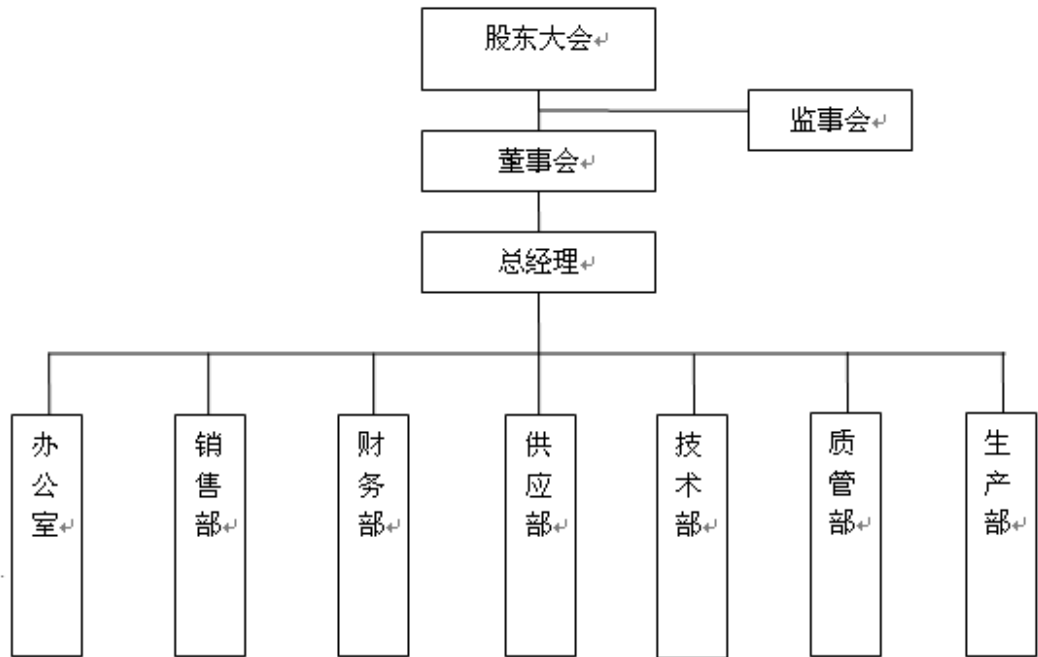 股东大会
监事会
董事会
总经理
办公室
销售部
财务部
供应部
技术部
质管部
生产部